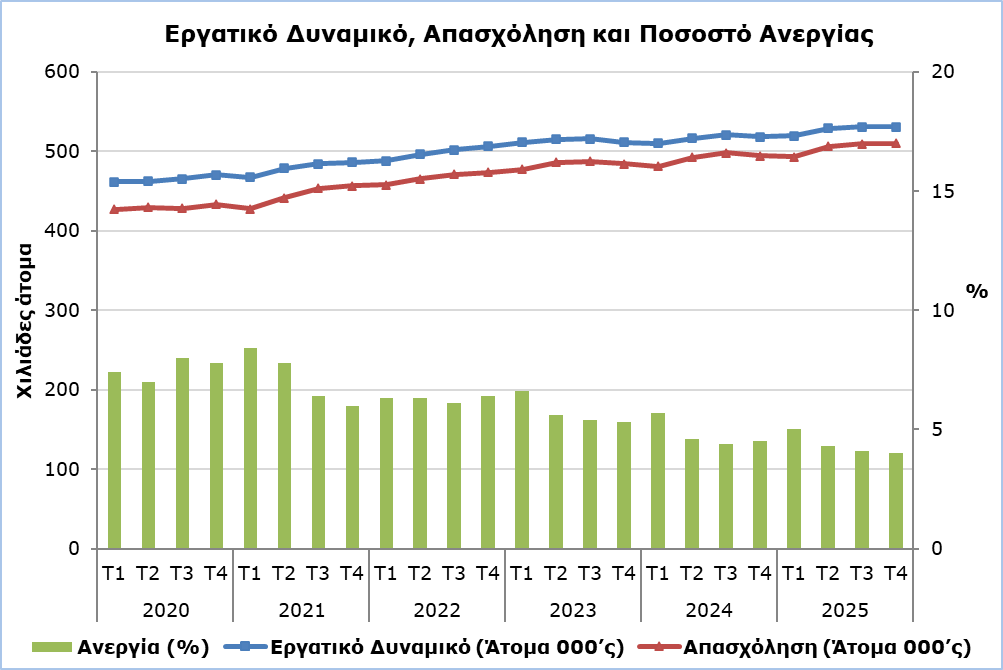 Εργατικό Δυναμικό, Απασχόληση και Ποσοστό Ανεργίας
600
500
400
300
200
100
0
Χιλιάδες άτομα
20
15
10
5
0
%
Τ1 Τ2 Τ3 Τ4 Τ1 Τ2 Τ3 Τ4 Τ1 Τ2 Τ3 Τ4 Τ1 Τ2 Τ3 Τ4 Τ1 Τ2 Τ3 Τ4 Τ1 Τ2 Τ3 Τ4
2020 2021 2022 2023 2024 2025
Ανεργία (%) Εργατικό Δυναμικό (Άτομα 000′ς) Απασχόληση (Άτομα 000′ς)